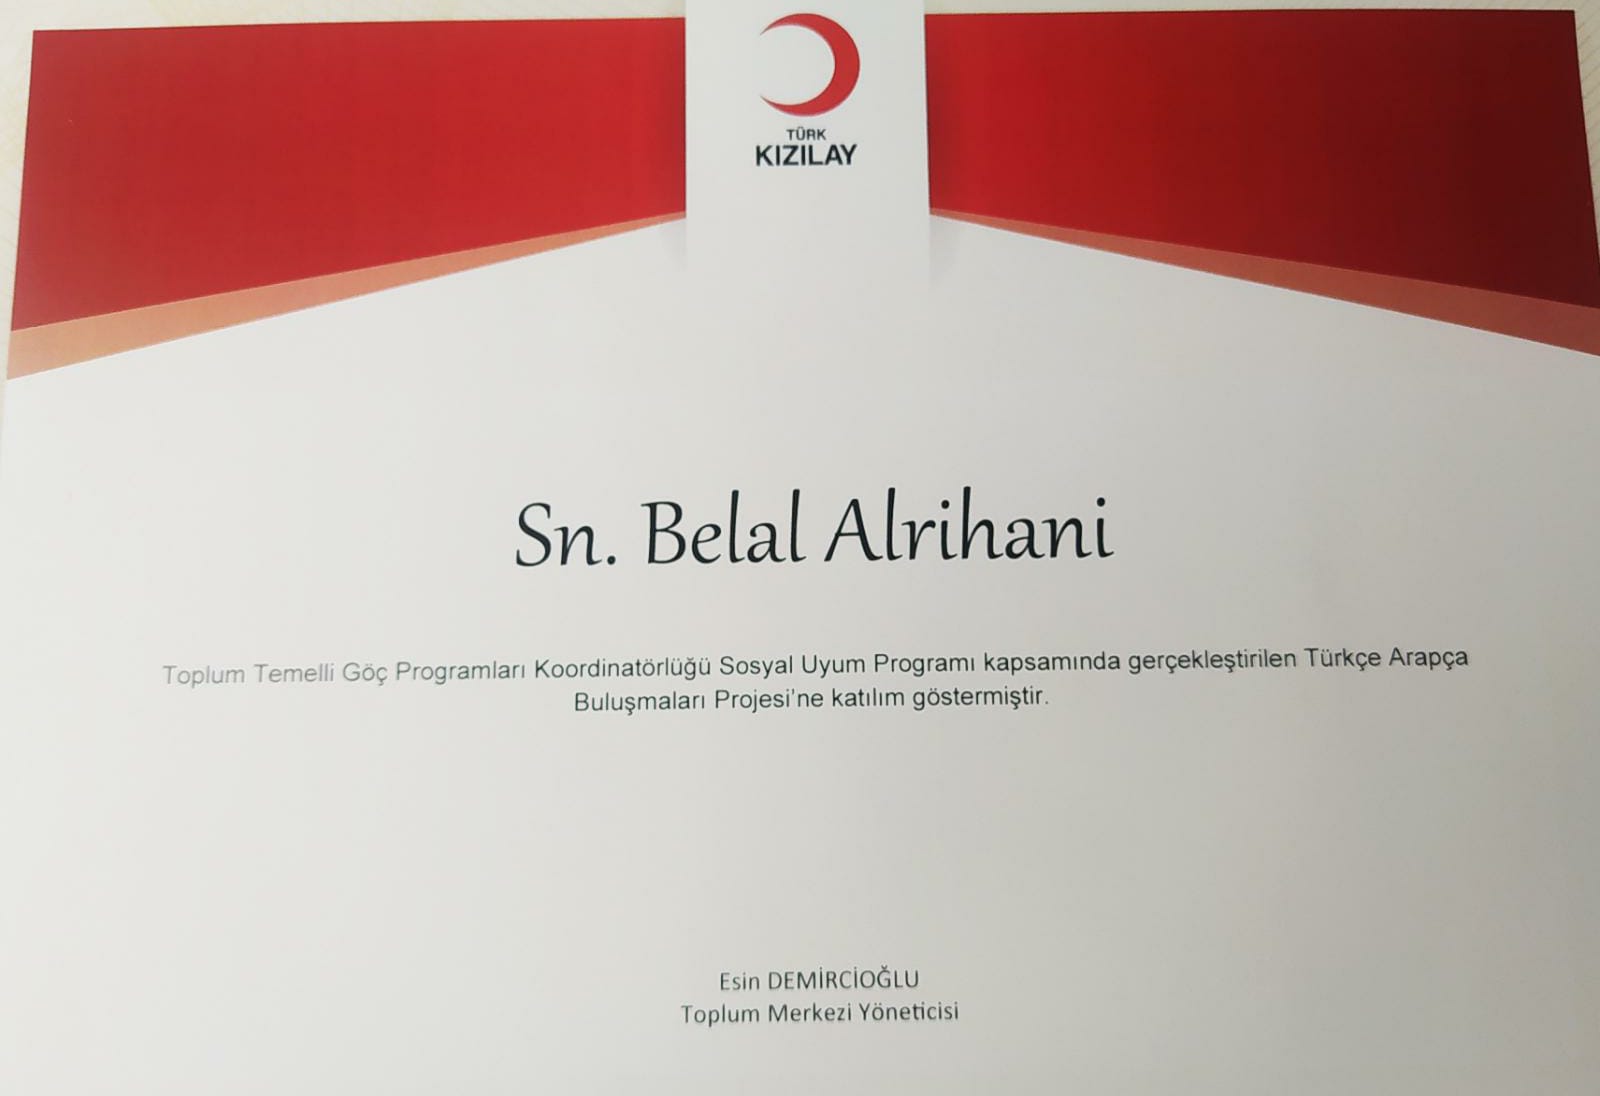 TÜRK
KIZILAY
Sn. Belal Alrihani
Toplum Temelli Göç Programları Koordinatörlüğü Sosyal Uyum Programı kapsamında gerçekleştirilen Türkçe Arapça
Buluşmaları Projesi'ne katılım göstermiştir.
Esin DEMİRCİOĞLU
Toplum Merkezi Yöneticisi